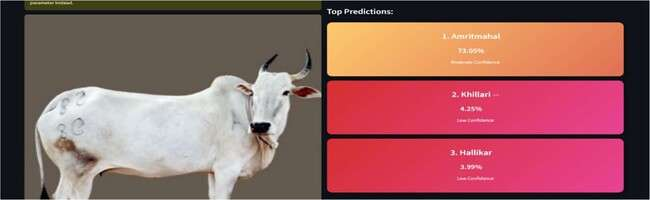 parameter instead.
Top Predictions:
1. Amritmahal
73.05%
Moderate Confidence
2. Khillari —
4.25%
Low Confidence
3. Hallikar
3.99%
Low Confidence